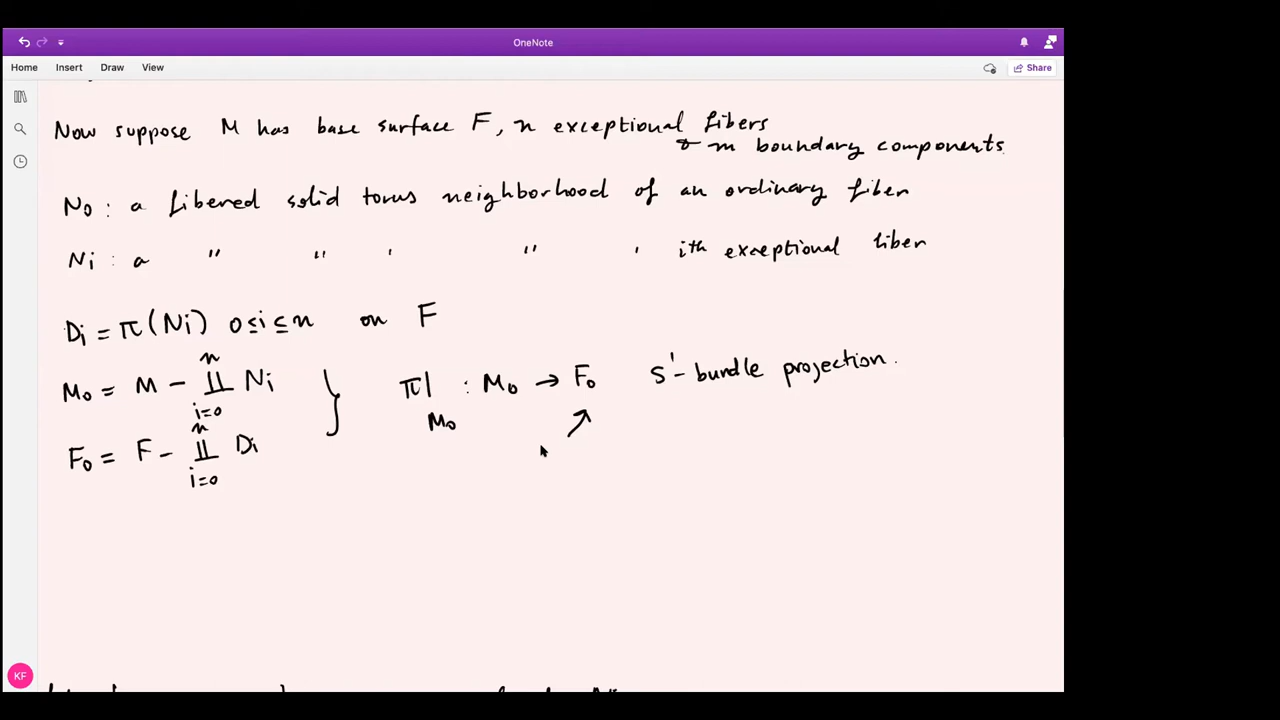 OneNote
Home Insert Draw View Share
Now suppose M has base surface F, n exceptional fibers
& m boundary components.
N₀ : a fibered solid torus neighborhood of an ordinary fiber
Nᵢ : a " " ' " ' ith exceptional fiber
Dᵢ = π(Nᵢ) 0≤i≤n on F
M₀ = M − ∐ᵢ₌₀ⁿ Nᵢ } π|M₀ : M₀ → F₀ S¹- bundle projection.
F₀ = F − ∐ᵢ₌₀ⁿ Dᵢ
KF